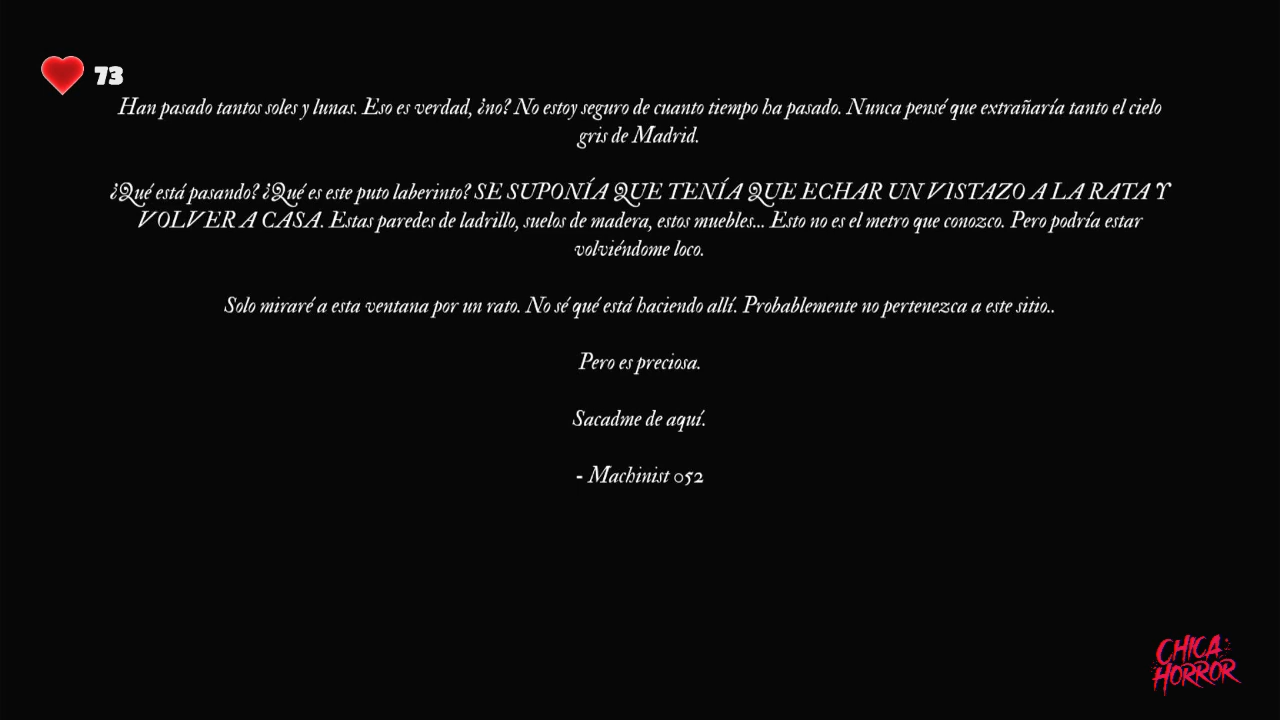 73
Han pasado tantos soles y lunas. Eso es verdad, ¿no? No estoy seguro de cuanto tiempo ha pasado. Nunca pensé que extrañaría tanto el cielo
gris de Madrid.
¿Qué está pasando? ¿Qué es este puto laberinto? SE SUPONÍA QUE TENÍA QUE ECHAR UN VISTAZO A LA RATA Y
VOLVER A CASA. Estas paredes de ladrillo, suelos de madera, estos muebles... Esto no es el metro que conozco. Pero podría estar
volviéndome loco.
Solo miraré a esta ventana por un rato. No sé qué está haciendo allí. Probablemente no pertenezca a este sitio..
Pero es preciosa.
Sacadme de aquí.
- Machinist 052
CHICA
HORROR